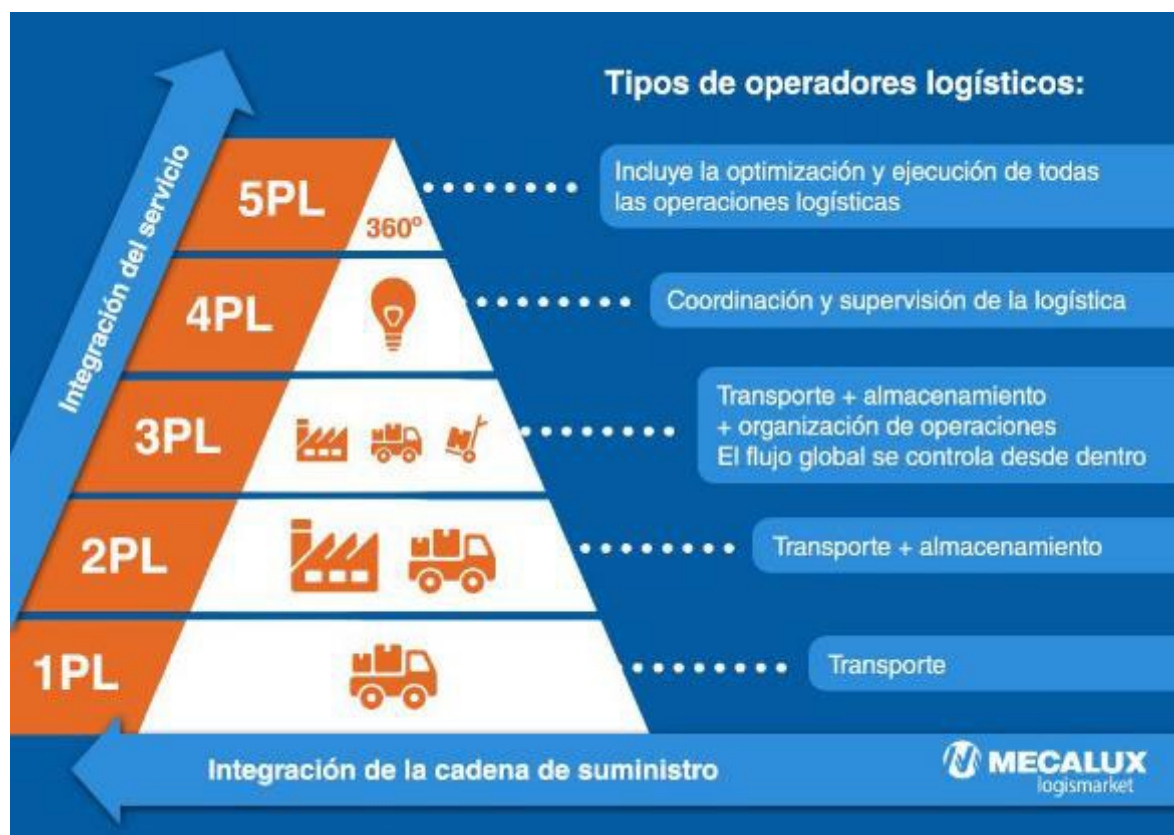 Tipos de operadores logísticos:
Integración del servicio
5PL
360º
Incluye la optimización y ejecución de todas
las operaciones logísticas
4PL
Coordinación y supervisión de la logística
3PL
Transporte + almacenamiento
+ organización de operaciones
El flujo global se controla desde dentro
2PL
Transporte + almacenamiento
1PL
Transporte
Integración de la cadena de suministro
MECALUX
logismarket